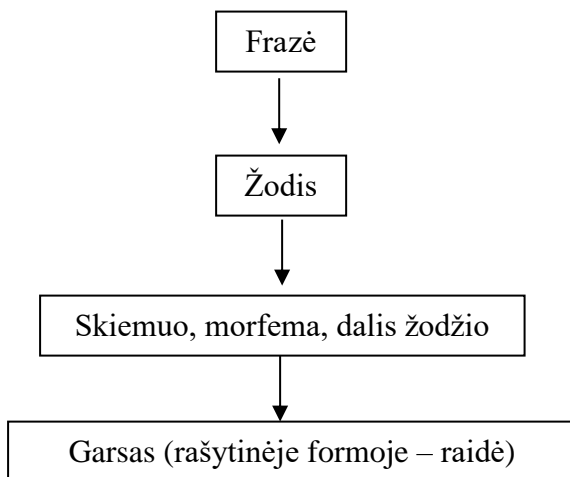 Frazė
Žodis
Skiemuo, morfema, dalis žodžio
Garsas (rašytinėje formoje – raidė)